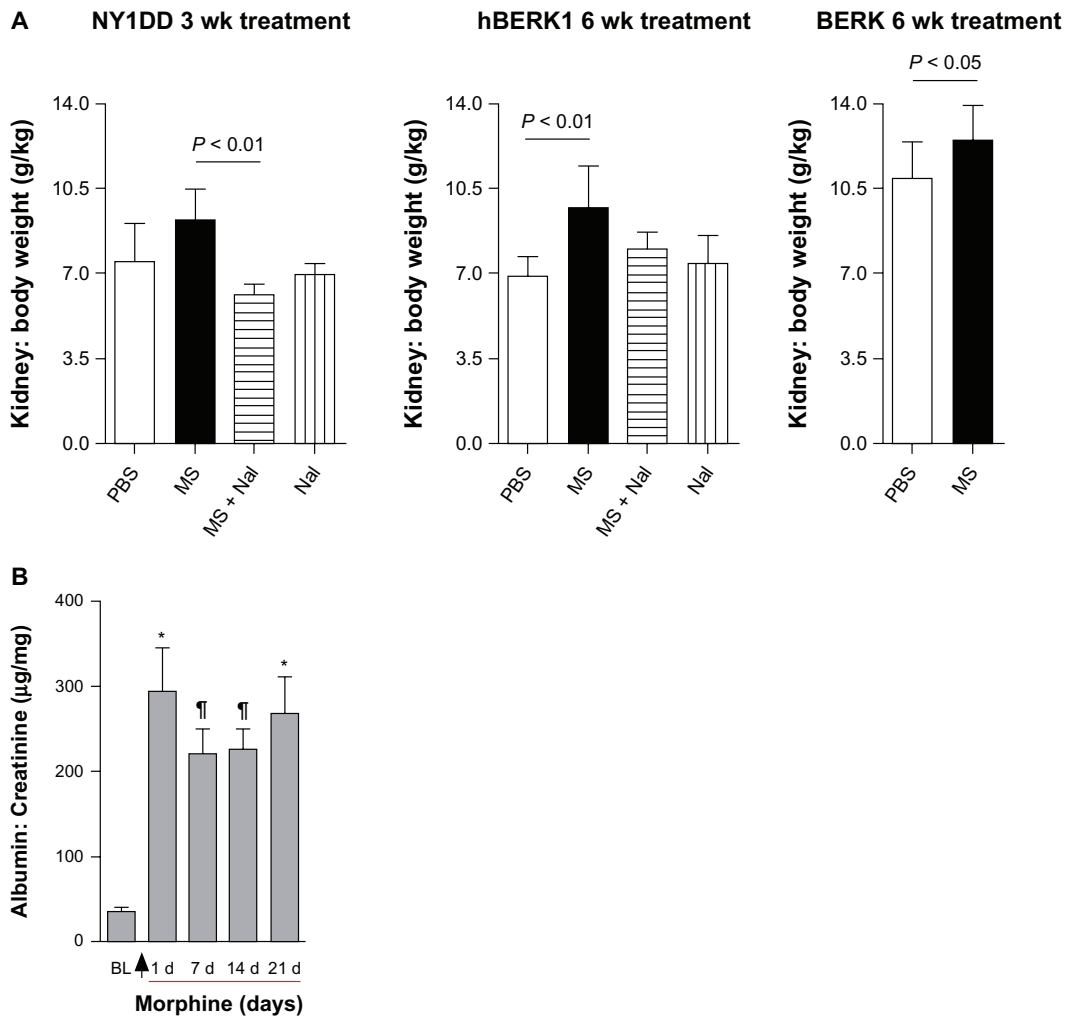 A
NY1DD 3 wk treatment
hBERK1 6 wk treatment
BERK 6 wk treatment
Kidney: body weight (g/kg)
14.0
10.5
7.0
3.5
0.0
P < 0.01
PBS
MS
MS + Nal
Nal
Kidney: body weight (g/kg)
14.0
10.5
7.0
3.5
0.0
P < 0.01
PBS
MS
MS + Nal
Nal
Kidney: body weight (g/kg)
14.0
10.5
7.0
3.5
0.0
P < 0.05
PBS
MS
B
Albumin: Creatinine (µg/mg)
400
300
200
100
0
*
¶
¶
*
BL 1 d 7 d 14 d 21 d
Morphine (days)